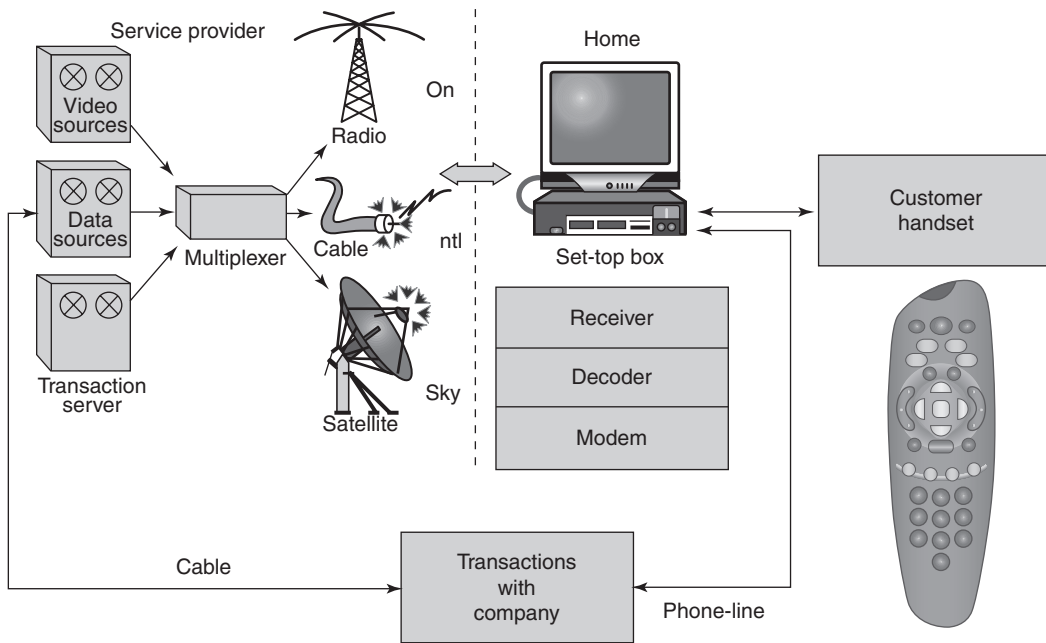 Service provider
Video
sources
Data
sources
Transaction
server
Multiplexer
Radio
On
Cable
ntl
Satellite
Sky
Home
Set-top box
Receiver
Decoder
Modem
Customer
handset
Cable
Transactions
with
company
Phone-line